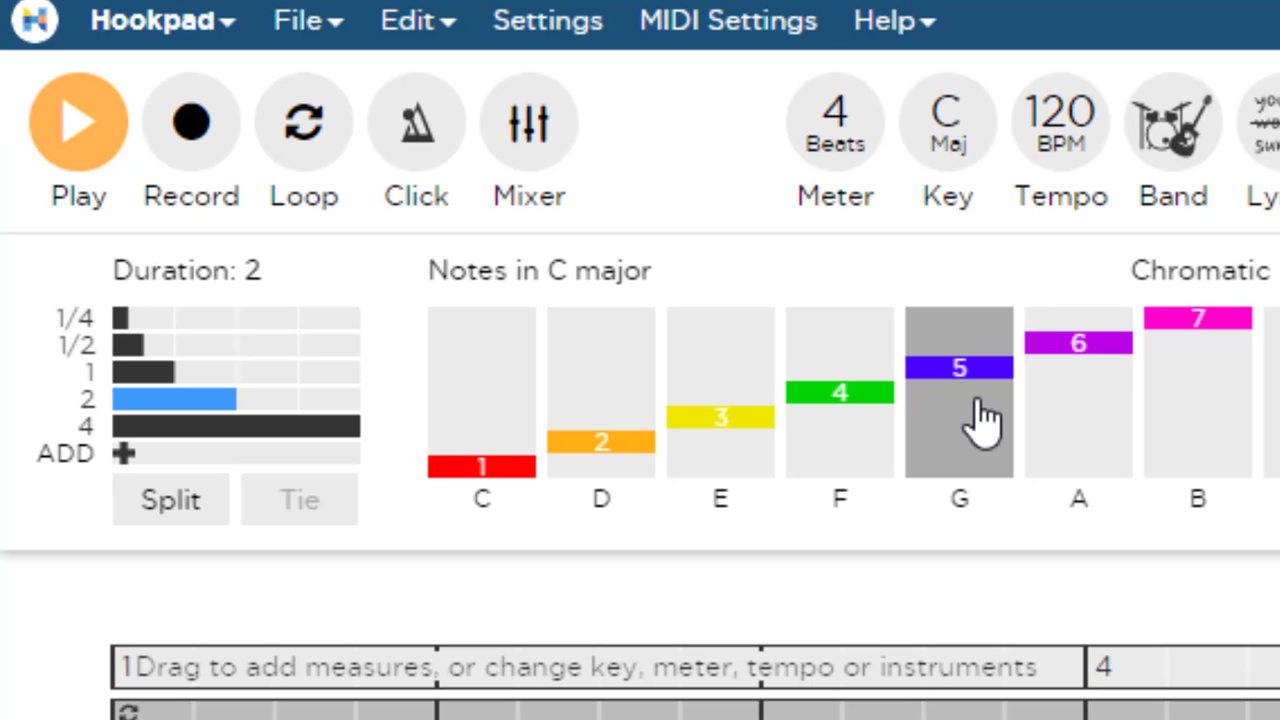 Hookpad File Edit Settings MIDI Settings Help
4 Beats
C Maj
120 BPM
Play Record Loop Click Mixer Meter Key Tempo Band
Duration: 2
Notes in C major
Chromatic
1/4
1/2
1
2
4
ADD
Split Tie
1 2 3 4 5 6 7
C D E F G A B
1 Drag to add measures, or change key, meter, tempo or instruments 4